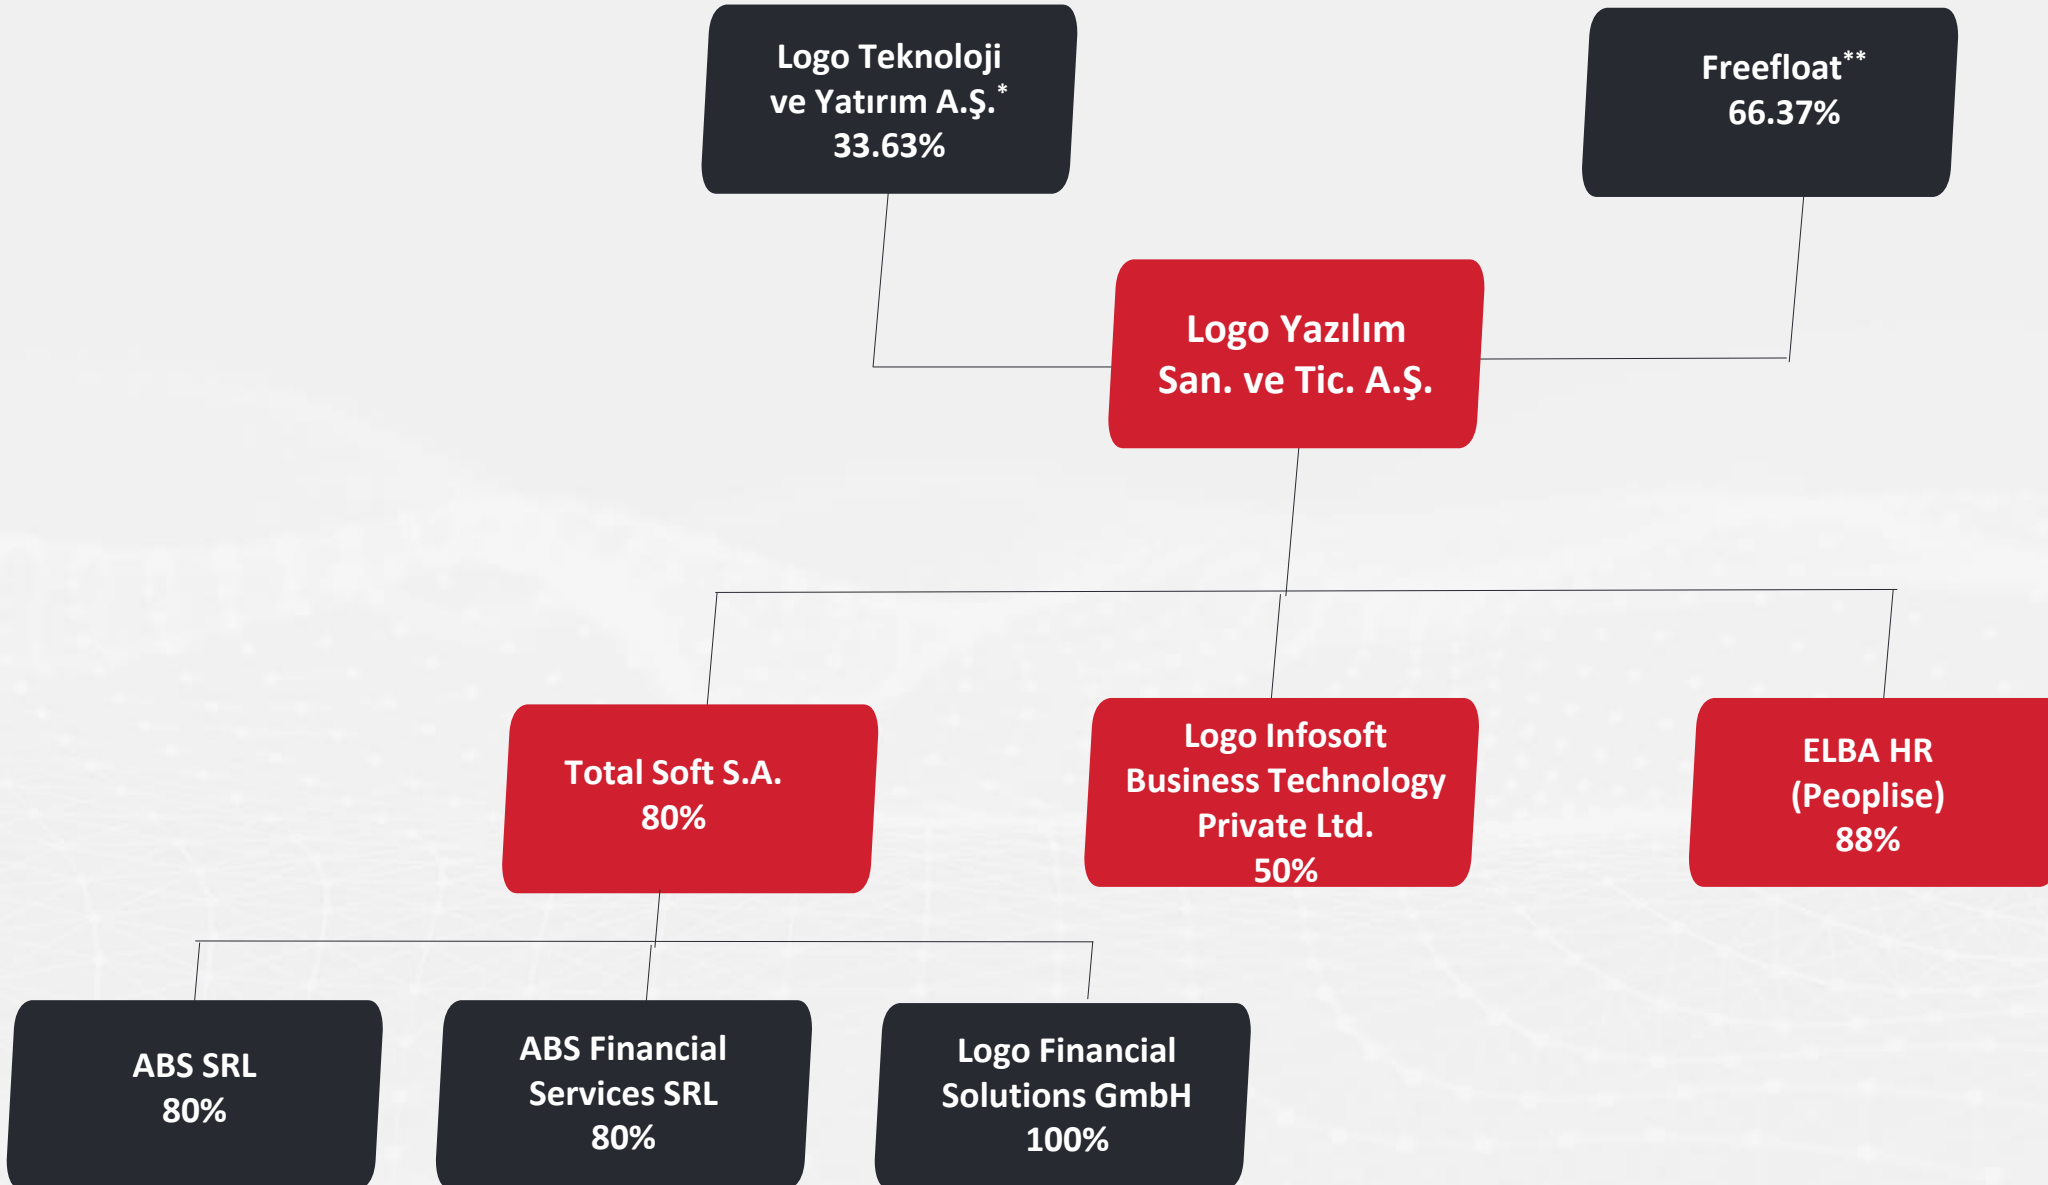 Logo Teknoloji
ve Yatırım A.Ş.*
33.63%
Freefloat**
66.37%
Logo Yazılım
San. ve Tic. A.Ş.
Total Soft S.A.
80%
Logo Infosoft
Business Technology
Private Ltd.
50%
ELBA HR
(Peoplise)
88%
ABS SRL
80%
ABS Financial
Services SRL
80%
Logo Financial
Solutions GmbH
100%